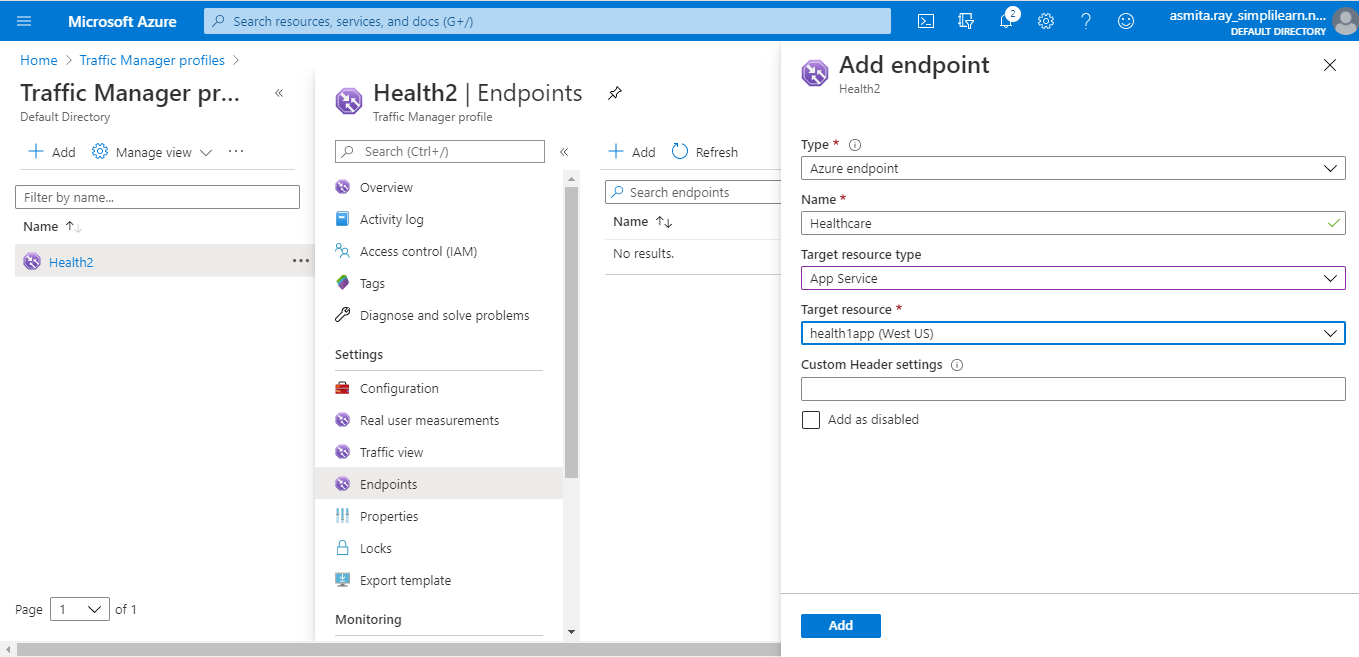 Microsoft Azure
Search resources, services, and docs (G+/)
2
asmita.ray_simplilearn.n...
DEFAULT DIRECTORY
Home > Traffic Manager profiles >
Traffic Manager pr... «
Default Directory
+ Add Manage view ...
Filter by name...
Name ↑↓
Health2 ...
Page 1 of 1
Health2 | Endpoints
Traffic Manager profile
Search (Ctrl+/) «
Overview
Activity log
Access control (IAM)
Tags
Diagnose and solve problems
Settings
Configuration
Real user measurements
Traffic view
Endpoints
Properties
Locks
Export template
Monitoring
+ Add Refresh
Search endpoints
Name ↑↓
No results.
Add endpoint
Health2
Type *
Azure endpoint
Name *
Healthcare
Target resource type
App Service
Target resource *
health1app (West US)
Custom Header settings
Add as disabled
Add